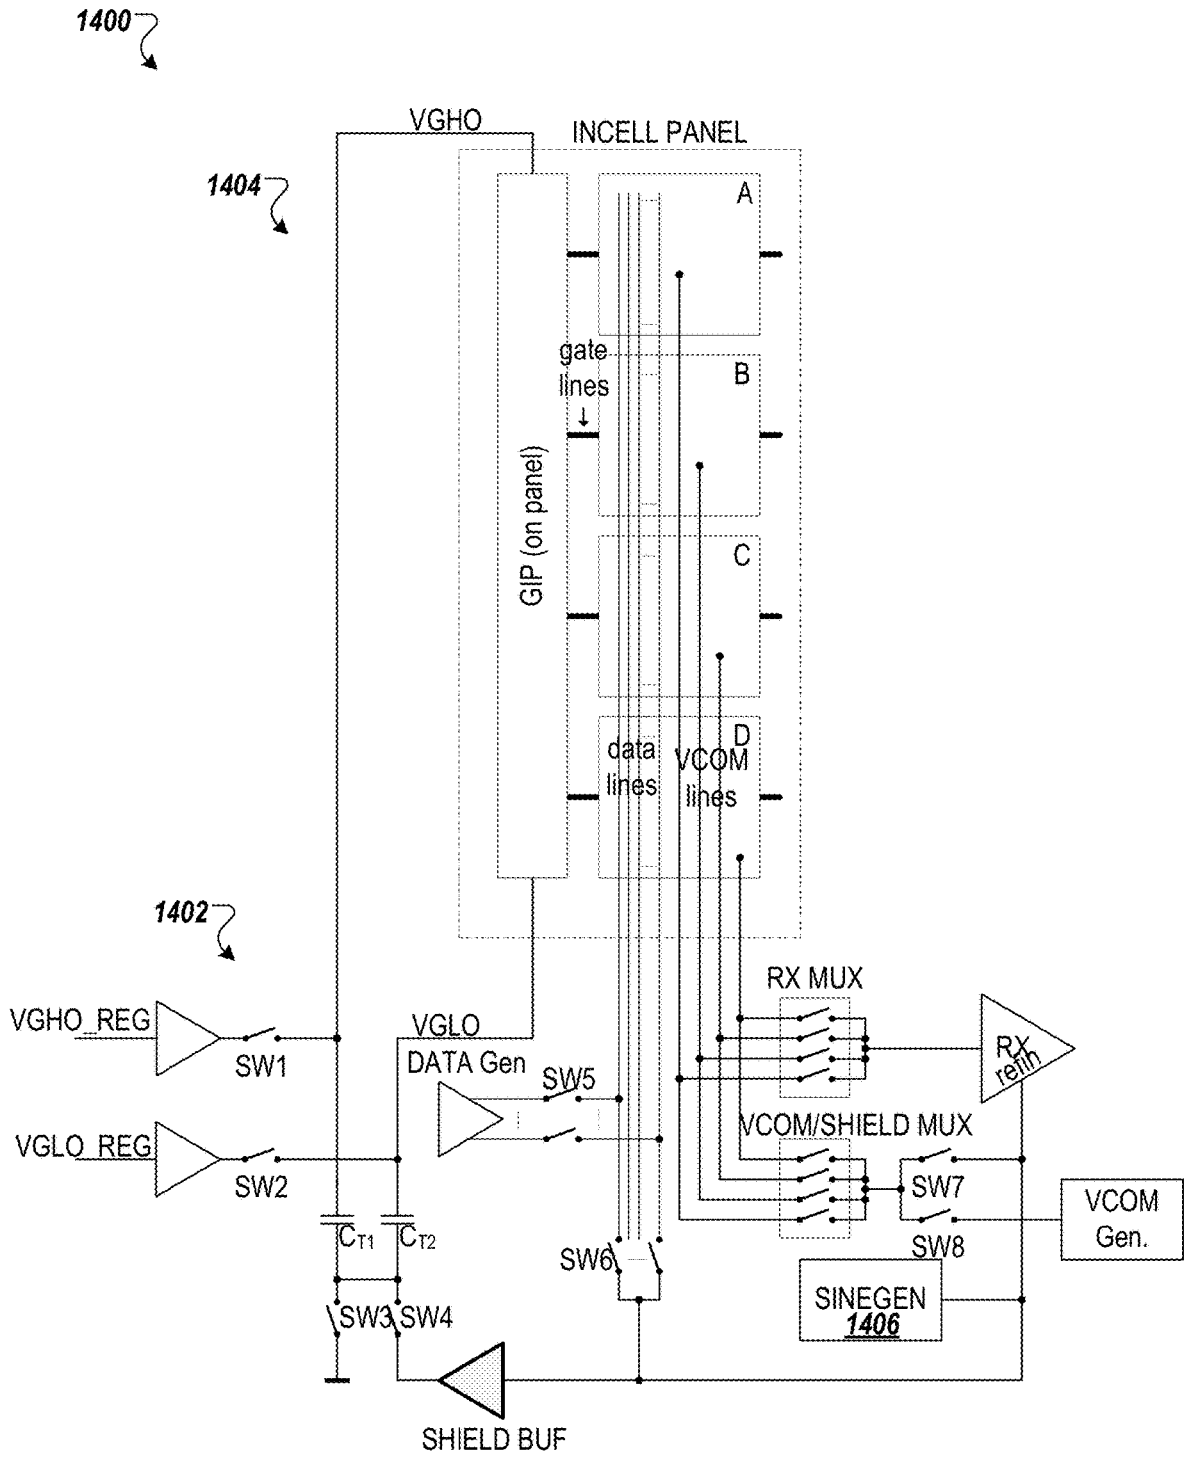 1400
VGHO
INCELL PANEL
1404
A
gate
lines
B
GIP (on panel)
C
D
data
lines
VCOM
lines
1402
RX MUX
VGHO_REG
SW1
VGLO
DATA Gen
SW5
RX
refin
VCOM/SHIELD MUX
VGLO_REG
SW2
SW7
VCOM
Gen.
CT1
CT2
SW6
SW8
SINEGEN
1406
SW3
SW4
SHIELD BUF